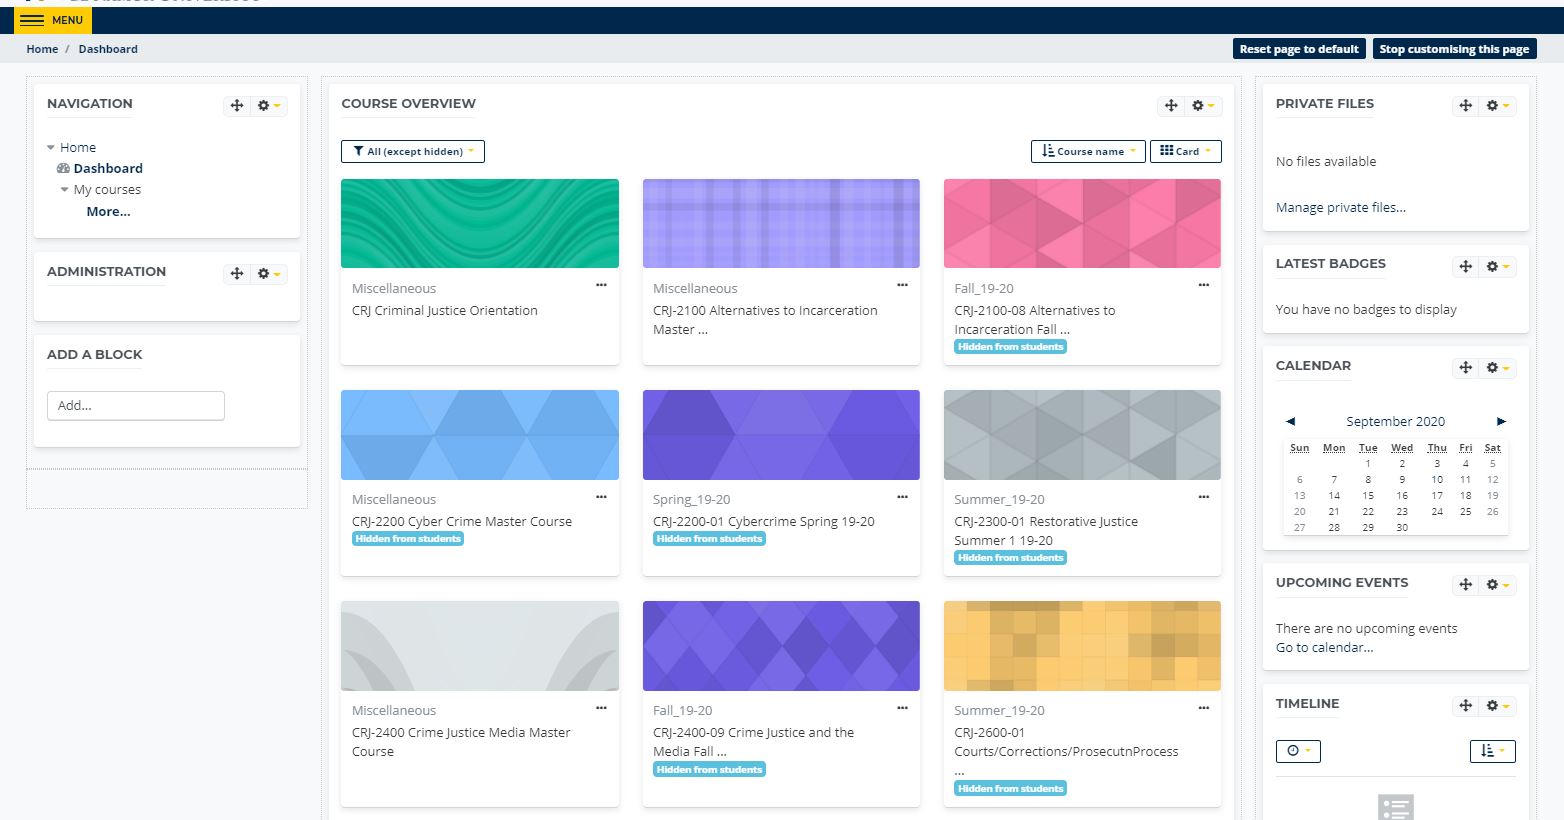 MENU
Home / Dashboard
Reset page to default
Stop customising this page
NAVIGATION
Home
Dashboard
My courses
More...
ADMINISTRATION
ADD A BLOCK
Add...
COURSE OVERVIEW
All (except hidden)
Course name
Card
Miscellaneous
CRJ Criminal Justice Orientation
Miscellaneous
CRJ-2100 Alternatives to Incarceration
Master ...
Fall_19-20
CRJ-2100-08 Alternatives to
Incarceration Fall ...
Hidden from students
Miscellaneous
CRJ-2200 Cyber Crime Master Course
Hidden from students
Spring_19-20
CRJ-2200-01 Cybercrime Spring 19-20
Hidden from students
Summer_19-20
CRJ-2300-01 Restorative Justice
Summer 1 19-20
Hidden from students
Miscellaneous
CRJ-2400 Crime Justice Media Master
Course
Fall_19-20
CRJ-2400-09 Crime Justice and the
Media Fall ...
Hidden from students
Summer_19-20
CRJ-2600-01
Courts/Corrections/ProsecutnProcess
...
Hidden from students
PRIVATE FILES
No files available
Manage private files...
LATEST BADGES
You have no badges to display
CALENDAR
◄ September 2020 ►
Sun Mon Tue Wed Thu Fri Sat
1 2 3 4 5
6 7 8 9 10 11 12
13 14 15 16 17 18 19
20 21 22 23 24 25 26
27 28 29 30
UPCOMING EVENTS
There are no upcoming events
Go to calendar...
TIMELINE